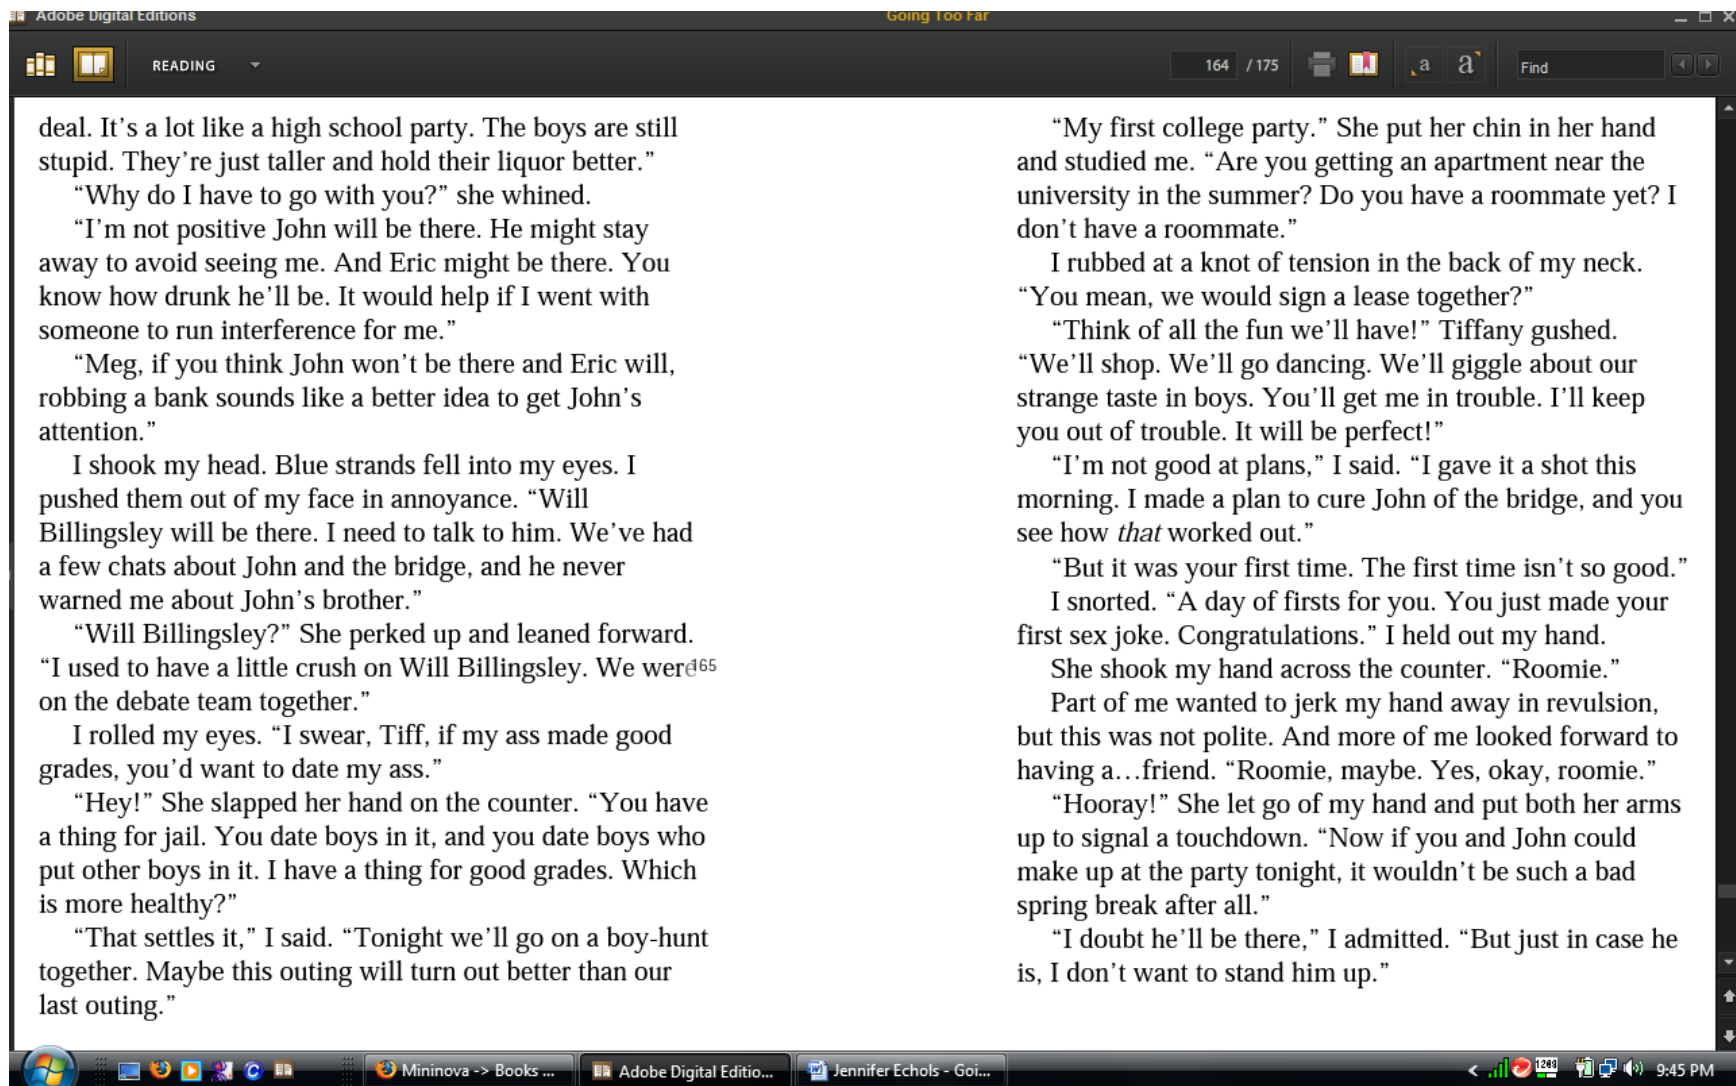 Adobe Digital Editions
Going Too Far
READING
164 / 175
a
a
Find
deal. It’s a lot like a high school party. The boys are still
stupid. They’re just taller and hold their liquor better.”
“Why do I have to go with you?” she whined.
“I’m not positive John will be there. He might stay
away to avoid seeing me. And Eric might be there. You
know how drunk he’ll be. It would help if I went with
someone to run interference for me.”
“Meg, if you think John won’t be there and Eric will,
robbing a bank sounds like a better idea to get John’s
attention.”
I shook my head. Blue strands fell into my eyes. I
pushed them out of my face in annoyance. “Will
Billingsley will be there. I need to talk to him. We’ve had
a few chats about John and the bridge, and he never
warned me about John’s brother.”
“Will Billingsley?” She perked up and leaned forward.
“I used to have a little crush on Will Billingsley. We were
165
on the debate team together.”
I rolled my eyes. “I swear, Tiff, if my ass made good
grades, you’d want to date my ass.”
“Hey!” She slapped her hand on the counter. “You have
a thing for jail. You date boys in it, and you date boys who
put other boys in it. I have a thing for good grades. Which
is more healthy?”
“That settles it,” I said. “Tonight we’ll go on a boy-hunt
together. Maybe this outing will turn out better than our
last outing.”
“My first college party.” She put her chin in her hand
and studied me. “Are you getting an apartment near the
university in the summer? Do you have a roommate yet? I
don’t have a roommate.”
I rubbed at a knot of tension in the back of my neck.
“You mean, we would sign a lease together?”
“Think of all the fun we’ll have!” Tiffany gushed.
“We’ll shop. We’ll go dancing. We’ll giggle about our
strange taste in boys. You’ll get me in trouble. I’ll keep
you out of trouble. It will be perfect!”
“I’m not good at plans,” I said. “I gave it a shot this
morning. I made a plan to cure John of the bridge, and you
see how that worked out.”
“But it was your first time. The first time isn’t so good.”
I snorted. “A day of firsts for you. You just made your
first sex joke. Congratulations.” I held out my hand.
She shook my hand across the counter. “Roomie.”
Part of me wanted to jerk my hand away in revulsion,
but this was not polite. And more of me looked forward to
having a…friend. “Roomie, maybe. Yes, okay, roomie.”
“Hooray!” She let go of my hand and put both her arms
up to signal a touchdown. “Now if you and John could
make up at the party tonight, it wouldn’t be such a bad
spring break after all.”
“I doubt he’ll be there,” I admitted. “But just in case he
is, I don’t want to stand him up.”
Mininova -> Books ...
Adobe Digital Editio...
Jennifer Echols - Goi...
9:45 PM